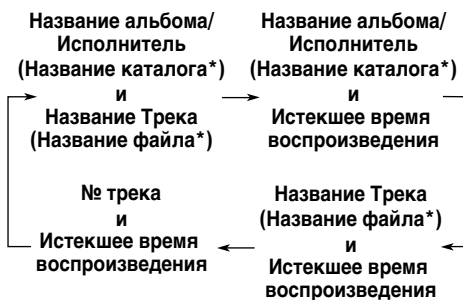 Название альбома/
Исполнитель
(Название каталога*)
и
Название Трека
(Название файла*)
Название альбома/
Исполнитель
(Название каталога*)
и
Истекшее время
воспроизведения
Название Трека
(Название файла*)
и
Истекшее время
воспроизведения
№ трека
и
Истекшее время
воспроизведения